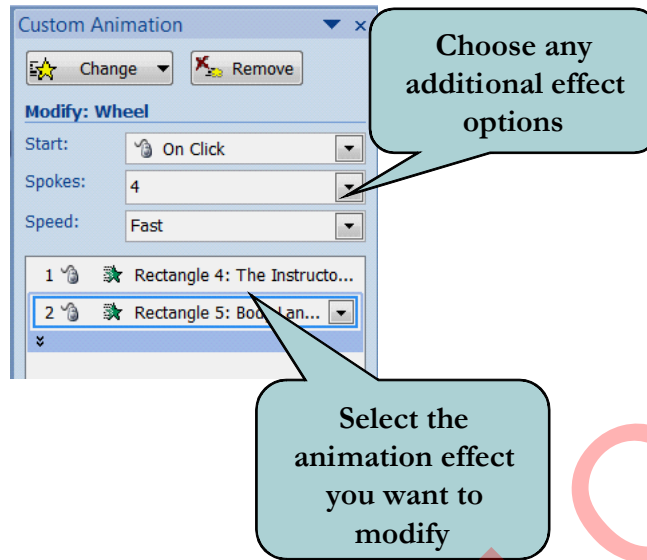 Custom Animation
Change
Remove
Modify: Wheel
Start:
On Click
Spokes:
4
Speed:
Fast
1 Rectangle 4: The Instructo...
2 Rectangle 5: Body Lan...
Choose any
additional effect
options
Select the
animation effect
you want to
modify